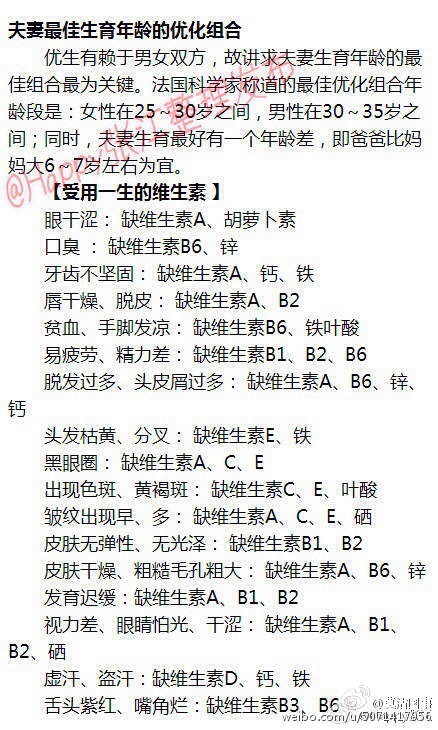 夫妻最佳生育年龄的优化组合
优生有赖于男女双方，故讲求夫妻生育年龄的最
佳组合最为关键。法国科学家称道的最佳优化组合年
龄段是：女性在25～30岁之间，男性在30～35岁之
间；同时，夫妻生育最好有一个年龄差，即爸爸比妈
妈大6～7岁左右为宜。
@Happy张江整理发布
【受用一生的维生素 】
眼干涩： 缺维生素A、胡萝卜素
口臭 ： 缺维生素B6、锌
牙齿不坚固： 缺维生素A、钙、铁
唇干燥、脱皮： 缺维生素A、B2
贫血、手脚发凉： 缺维生素B6、铁叶酸
易疲劳、精力差： 缺维生素B1、B2、B6
脱发过多、头皮屑过多： 缺维生素A、B6、锌、
钙
头发枯黄、分叉： 缺维生素E、铁
黑眼圈： 缺维生素A、C、E
出现色斑、黄褐斑： 缺维生素C、E、叶酸
皱纹出现早、多： 缺维生素A、C、E、硒
皮肤无弹性、无光泽： 缺维生素B1、B2
皮肤干燥、粗糙毛孔粗大： 缺维生素A、B6、锌
发育迟缓：缺维生素A、B1、B2
视力差、眼睛怕光、干涩： 缺维生素A、B1、
B2、硒
虚汗、盗汗：缺维生素D、钙、铁
舌头紫红、嘴角烂： 缺维生素B3、B6
weibo.com/u/5071417956